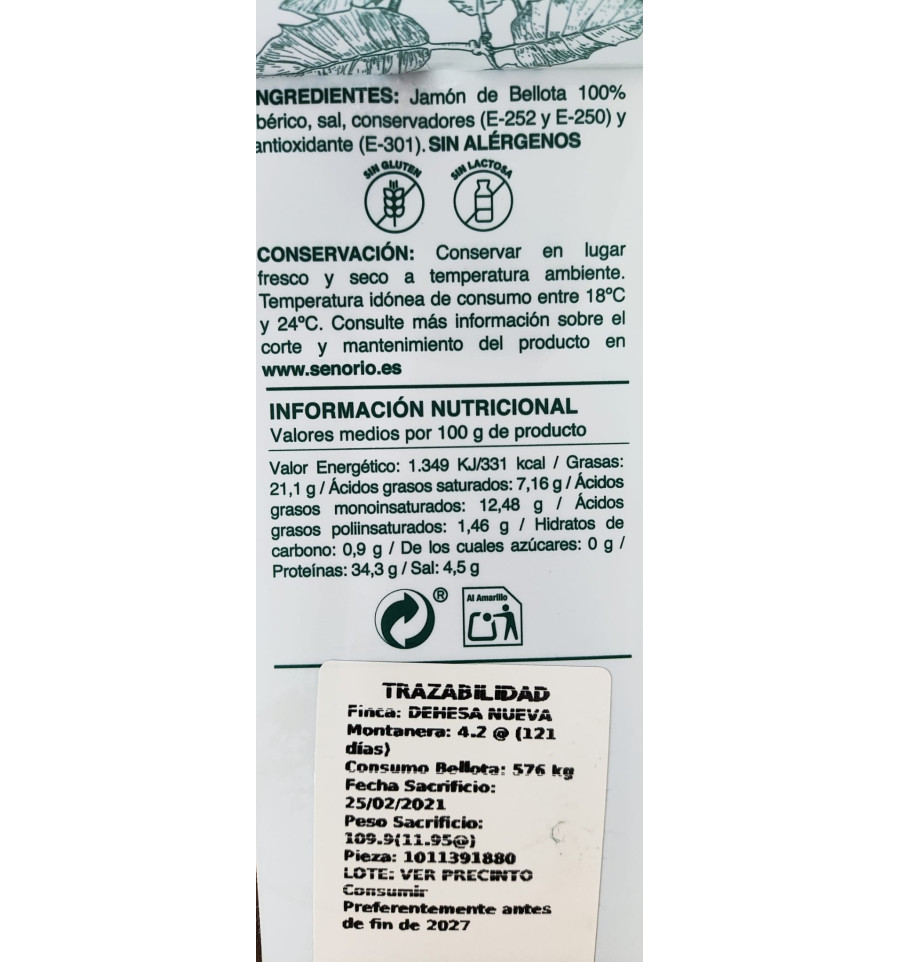 NGREDIENTES: Jamón de Bellota 100%
bérico, sal, conservadores (E-252 y E-250) y
antioxidante (E-301). SIN ALÉRGENOS
SIN GLUTEN
SIN LACTOSA
CONSERVACIÓN: Conservar en lugar
fresco y seco a temperatura ambiente.
Temperatura idónea de consumo entre 18ºC
y 24ºC. Consulte más información sobre el
corte y mantenimiento del producto en
www.senorio.es
INFORMACIÓN NUTRICIONAL
Valores medios por 100 g de producto
Valor Energético: 1.349 KJ/331 kcal / Grasas:
21,1 g / Ácidos grasos saturados: 7,16 g / Ácidos
grasos monoinsaturados: 12,48 g / Ácidos
grasos poliinsaturados: 1,46 g / Hidratos de
carbono: 0,9 g / De los cuales azúcares: 0 g /
Proteínas: 34,3 g / Sal: 4,5 g
®
Al Amarillo
TRAZABILIDAD
Finca: DEHESA NUEVA
Montanera: 4.2 @ (121
días)
Consumo Bellota: 576 kg
Fecha Sacrificio:
25/02/2021
Peso Sacrificio:
109.9(11.95@)
Pieza: 1011391880
LOTE: VER PRECINTO
Consumir
Preferentemente antes
de fin de 2027